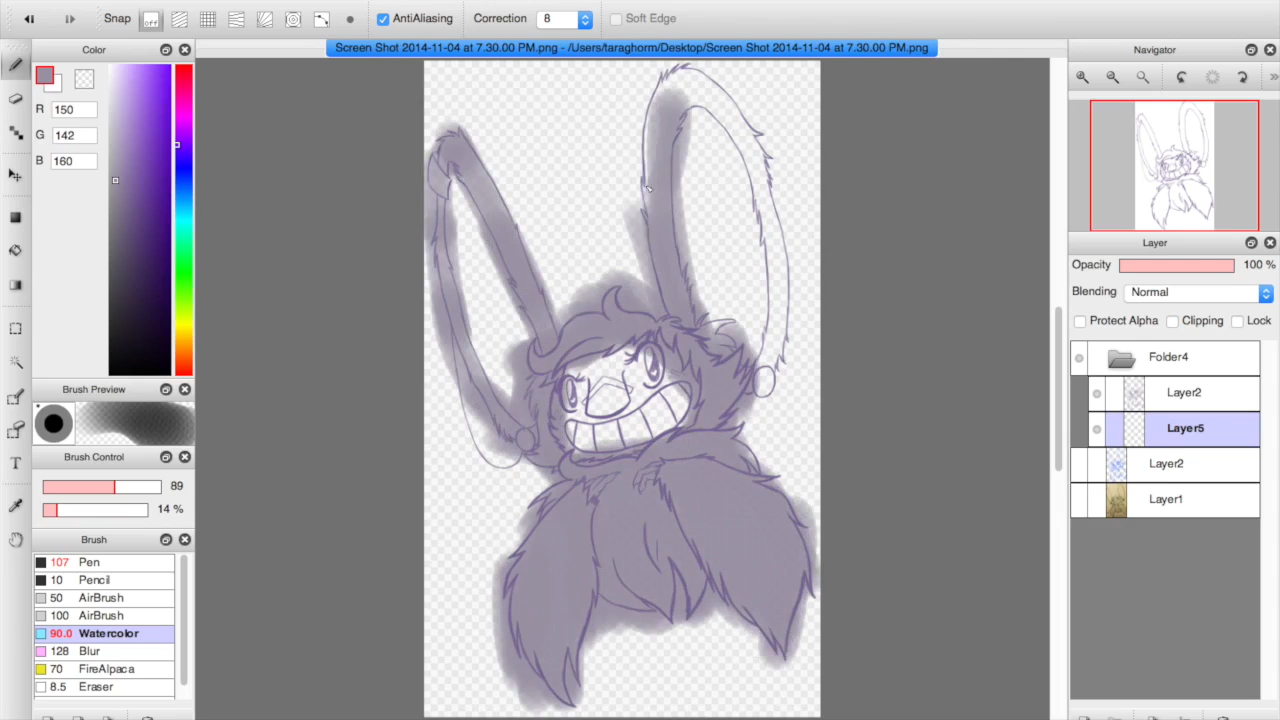 Snap off AntiAliasing Correction 8 Soft Edge
Color
Screen Shot 2014-11-04 at 7.30.00 PM.png - /Users/taraghorm/Desktop/Screen Shot 2014-11-04 at 7.30.00 PM.png
Navigator
R 150
G 142
B 160
Layer
Opacity 100 %
Blending Normal
Protect Alpha Clipping Lock
Folder4
Layer2
Layer5
Layer2
Layer1
Brush Preview
Brush Control
89
14 %
Brush
107 Pen
10 Pencil
50 AirBrush
100 AirBrush
90.0 Watercolor
128 Blur
70 FireAlpaca
8.5 Eraser
T